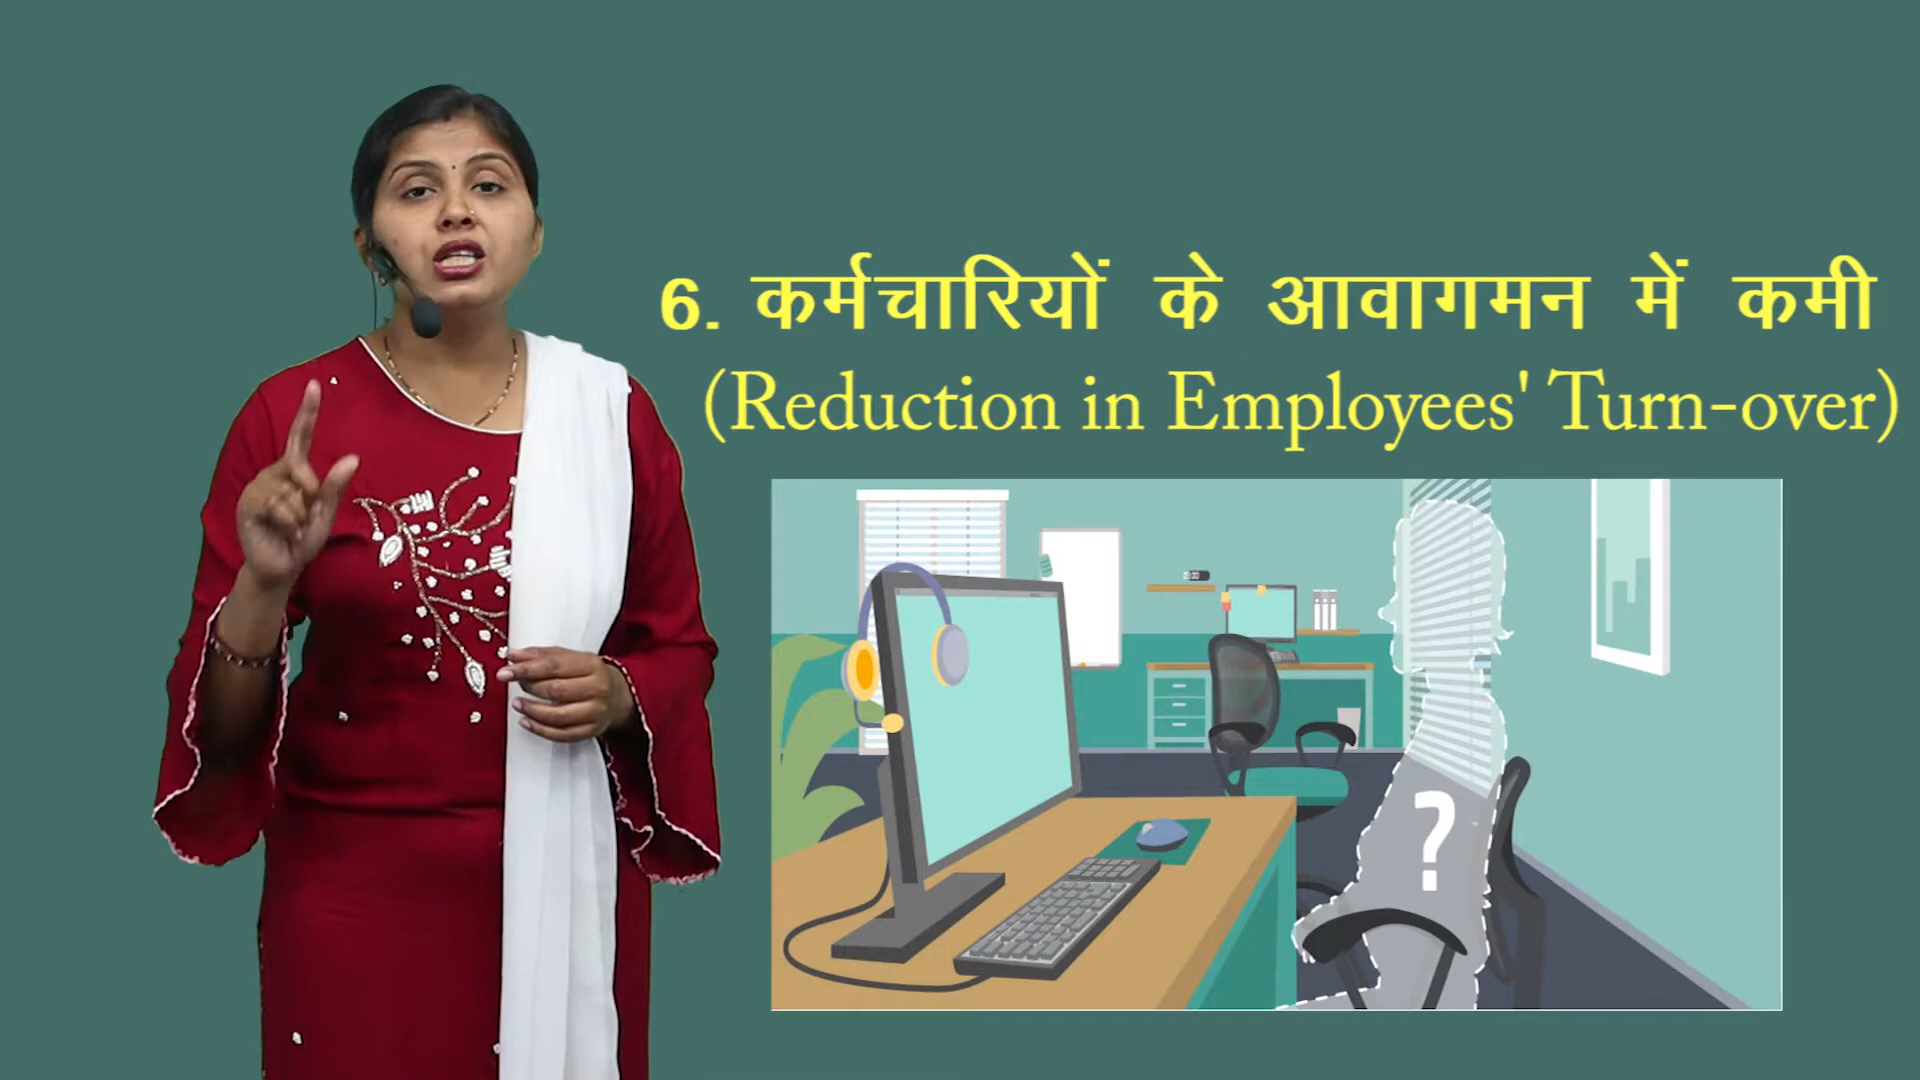 6. कर्मचारियों के आवागमन में कमी
(Reduction in Employees' Turn-over)
?